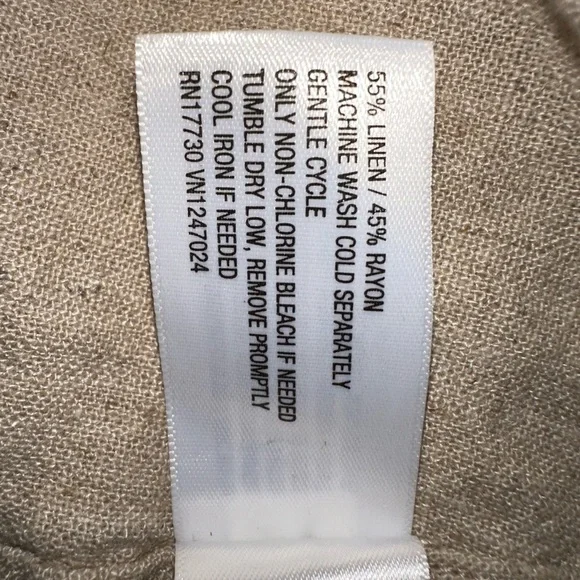 55% LINEN / 45% RAYON
MACHINE WASH COLD SEPARATELY
GENTLE CYCLE
ONLY NON-CHLORINE BLEACH IF NEEDED
TUMBLE DRY LOW, REMOVE PROMPTLY
COOL IRON IF NEEDED
RN17730 VN1247024